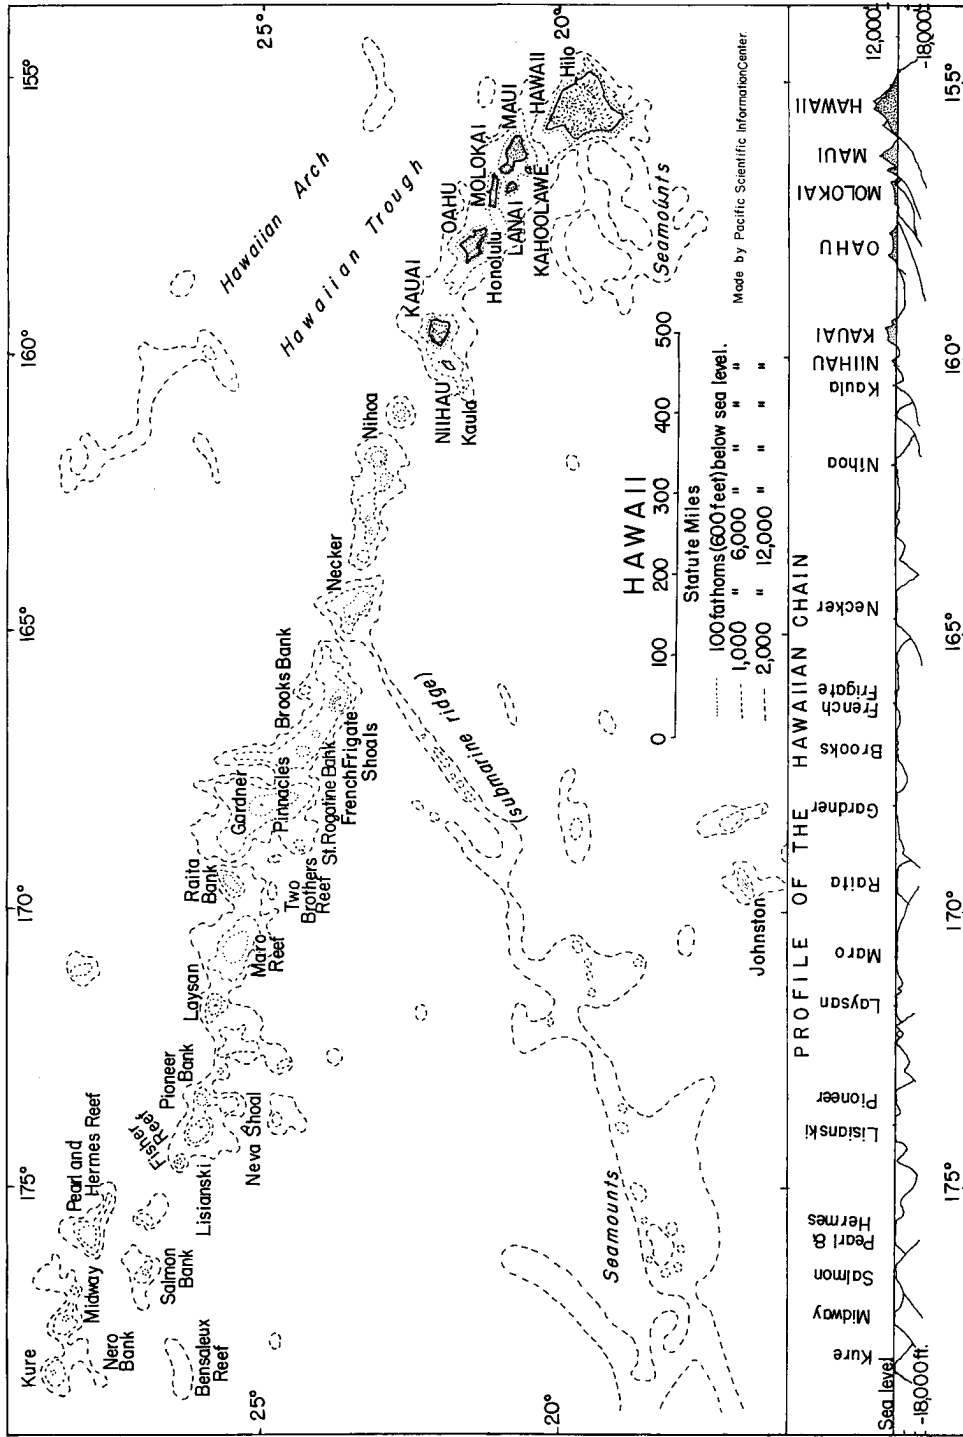 155°
160°
165°
170°
175°
25°
20°
25°
20°
Hawaiian Arch
Hawaiian Trough
Kure
Midway
Nero
Bank
Pearl and
Hermes Reef
Salmon
Bank
Bensaleux
Reef
Fisher
Reef
Lisianski
Pioneer
Bank
Neva Shoal
Laysan
Maro
Reef
Raita
Bank
Two
Brothers
Reef
Gardner
Pinnacles
St. Rogatine Bank
French Frigate
Shoals
Brooks Bank
Necker
Nihoa
NIIHAU
Kaula
KAUAI
OAHU
Honolulu
MOLOKAI
LANAI
KAHOOLAWE
MAUI
HAWAII
Hilo
Seamounts
(submarine ridge)
Seamounts
Johnston
HAWAII
0 100 200 300 400 500
Statute Miles
100 fathoms (600 feet) below sea level.
1,000 " 6,000 " " "
2,000 " 12,000 " " "
Made by Pacific Scientific Information Center.
PROFILE OF THE HAWAIIAN CHAIN
Kure
Midway
Salmon
Pearl &
Hermes
Lisianski
Pioneer
Laysan
Maro
Raita
Gardner
Brooks
French
Frigate
Necker
Nihoa
Kaula
NIIHAU
KAUAI
OAHU
MOLOKAI
MAUI
HAWAII
Sea level
-18,000 ft.
12,000
-18,000
175°
170°
165°
160°
155°